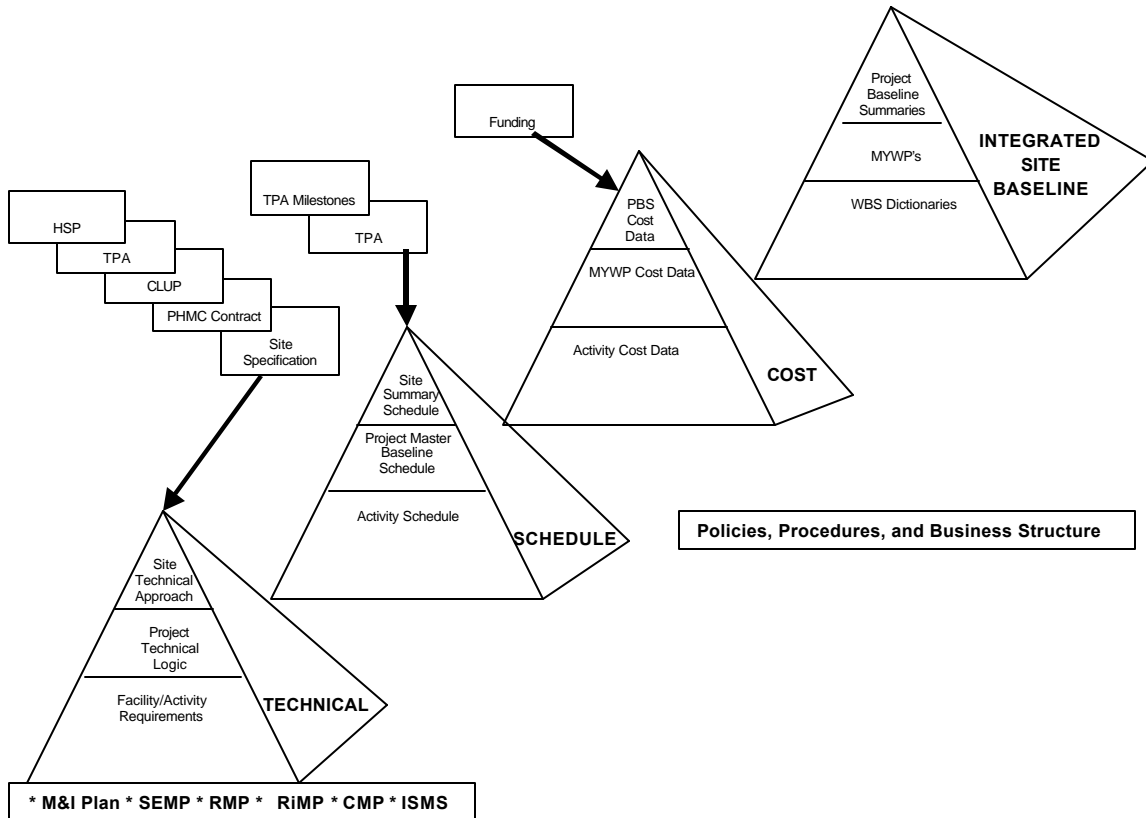 HSP
TPA
CLUP
PHMC Contract
Site
Specification
TPA Milestones
TPA
Funding
Project
Baseline
Summaries
MYWP's
WBS Dictionaries
INTEGRATED
SITE
BASELINE
PBS
Cost
Data
MYWP Cost Data
Activity Cost Data
COST
Site
Summary
Schedule
Project Master
Baseline
Schedule
Activity Schedule
SCHEDULE
Policies, Procedures, and Business Structure
Site
Technical
Approach
Project
Technical
Logic
Facility/Activity
Requirements
TECHNICAL
* M&I Plan * SEMP * RMP * RiMP * CMP * ISMS